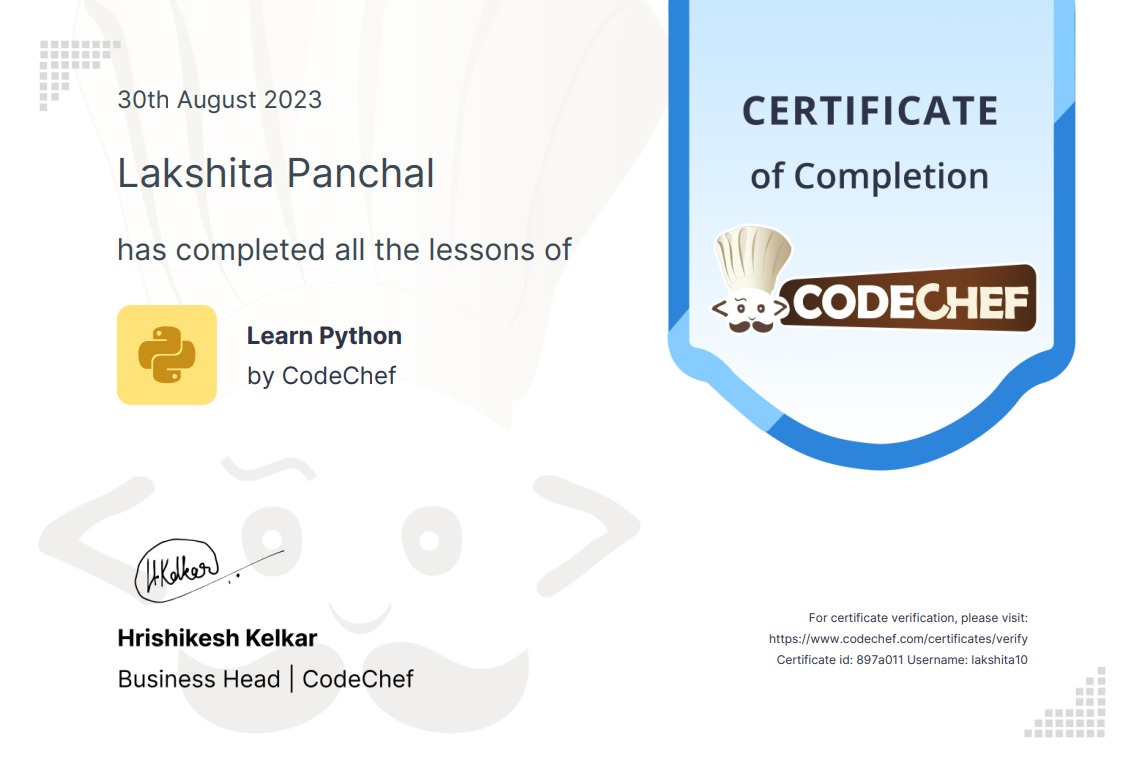 30th August 2023
Lakshita Panchal
has completed all the lessons of
Learn Python
by CodeChef
H.Kelkar
Hrishikesh Kelkar
Business Head | CodeChef
CERTIFICATE
of Completion
CODECHEF
For certificate verification, please visit:
https://www.codechef.com/certificates/verify
Certificate id: 897a011 Username: lakshita10